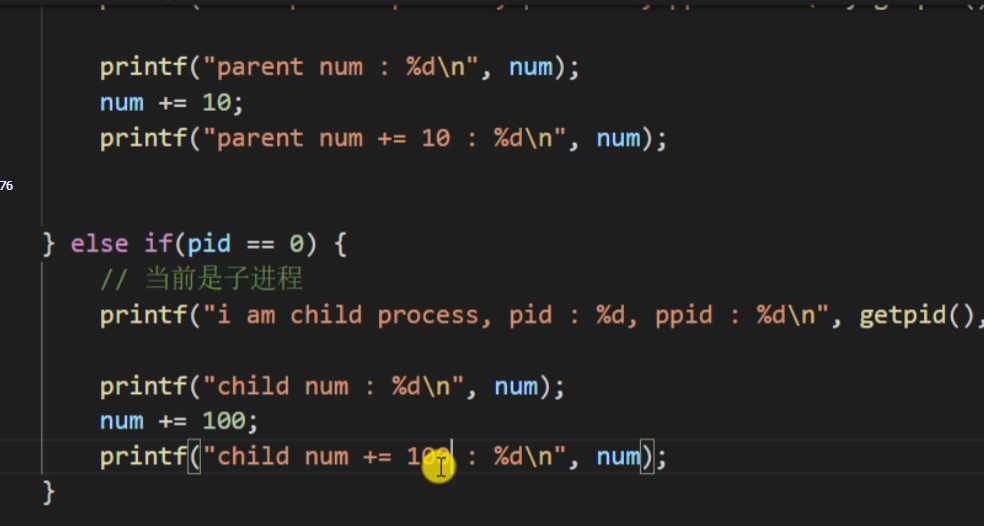 printf("parent num : %d\n", num);
num += 10;
printf("parent num += 10 : %d\n", num);
76
} else if(pid == 0) {
// 当前是子进程
printf("i am child process, pid : %d, ppid : %d\n", getpid(),
printf("child num : %d\n", num);
num += 100;
printf("child num += 100 : %d\n", num);
}